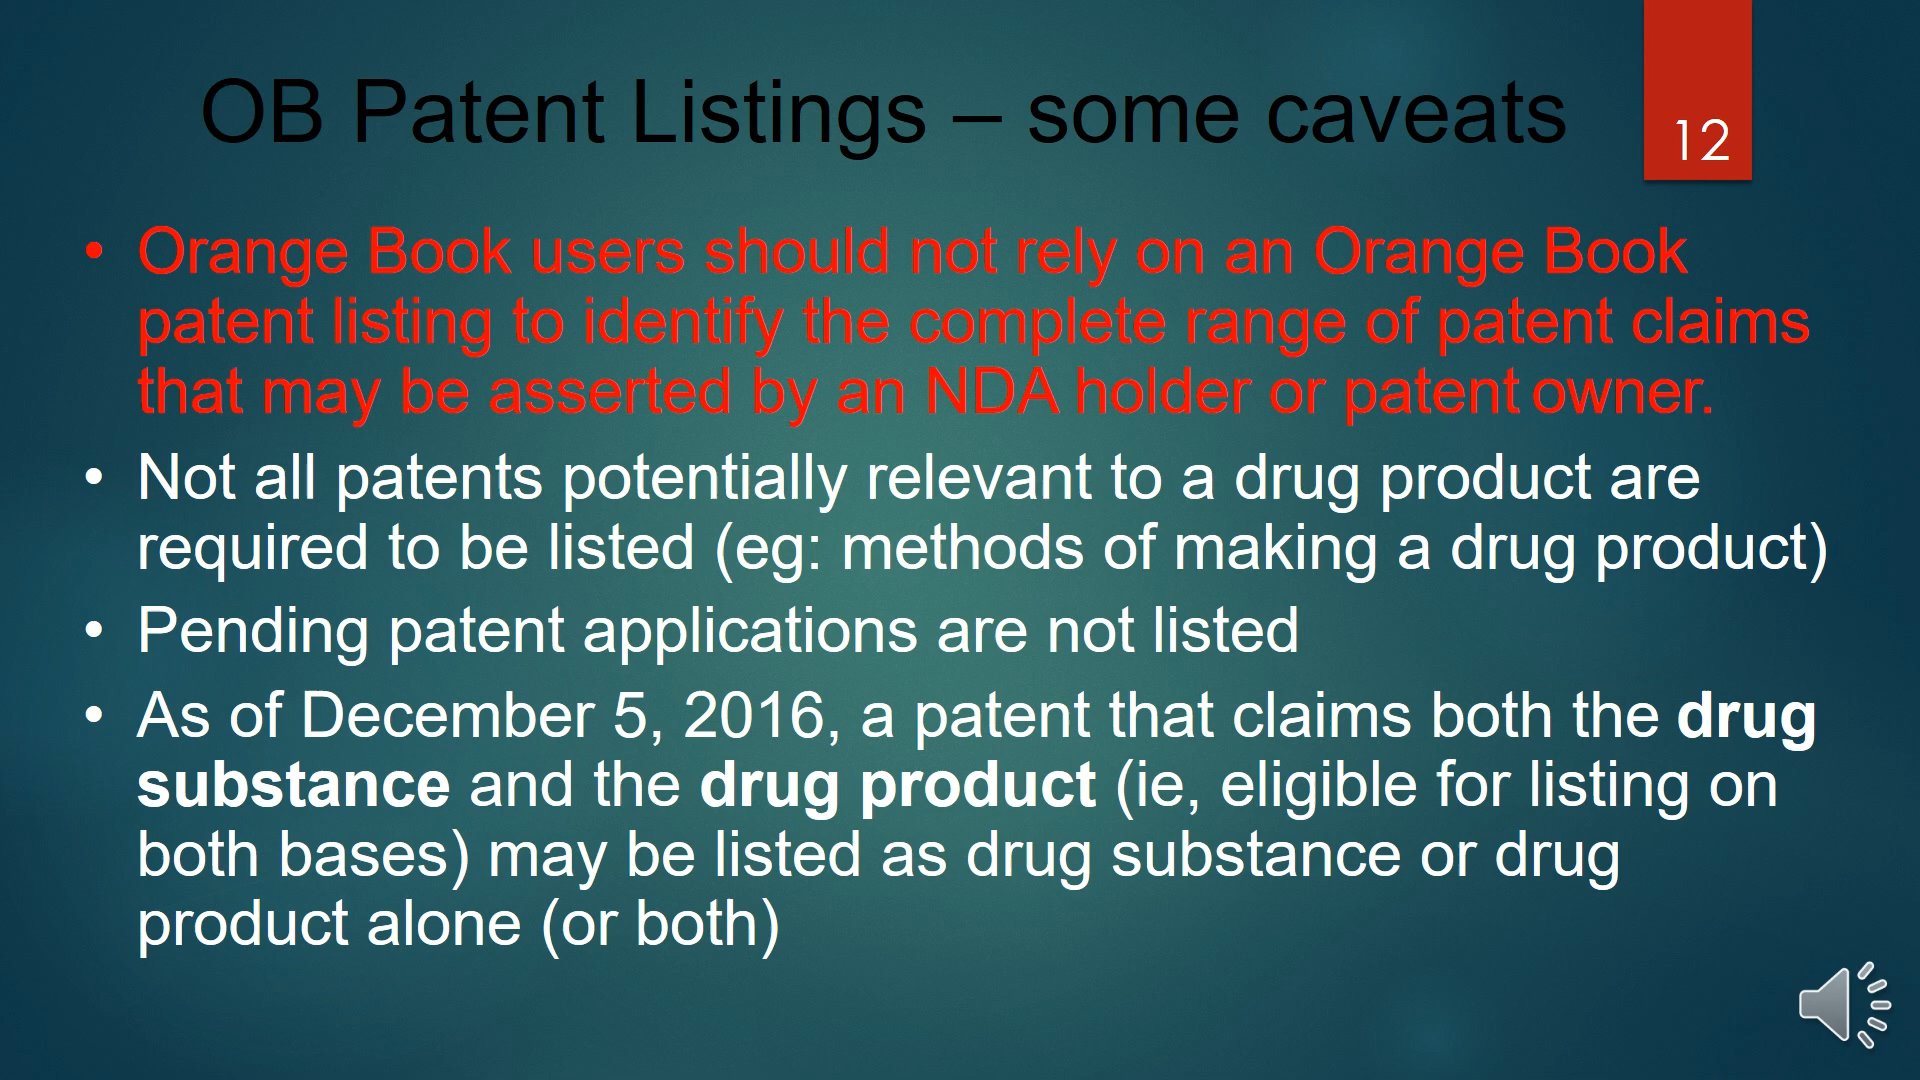 OB Patent Listings – some caveats
12
• Orange Book users should not rely on an Orange Book
patent listing to identify the complete range of patent claims
that may be asserted by an NDA holder or patent owner.
• Not all patents potentially relevant to a drug product are
required to be listed (eg: methods of making a drug product)
• Pending patent applications are not listed
• As of December 5, 2016, a patent that claims both the drug
substance and the drug product (ie, eligible for listing on
both bases) may be listed as drug substance or drug
product alone (or both)